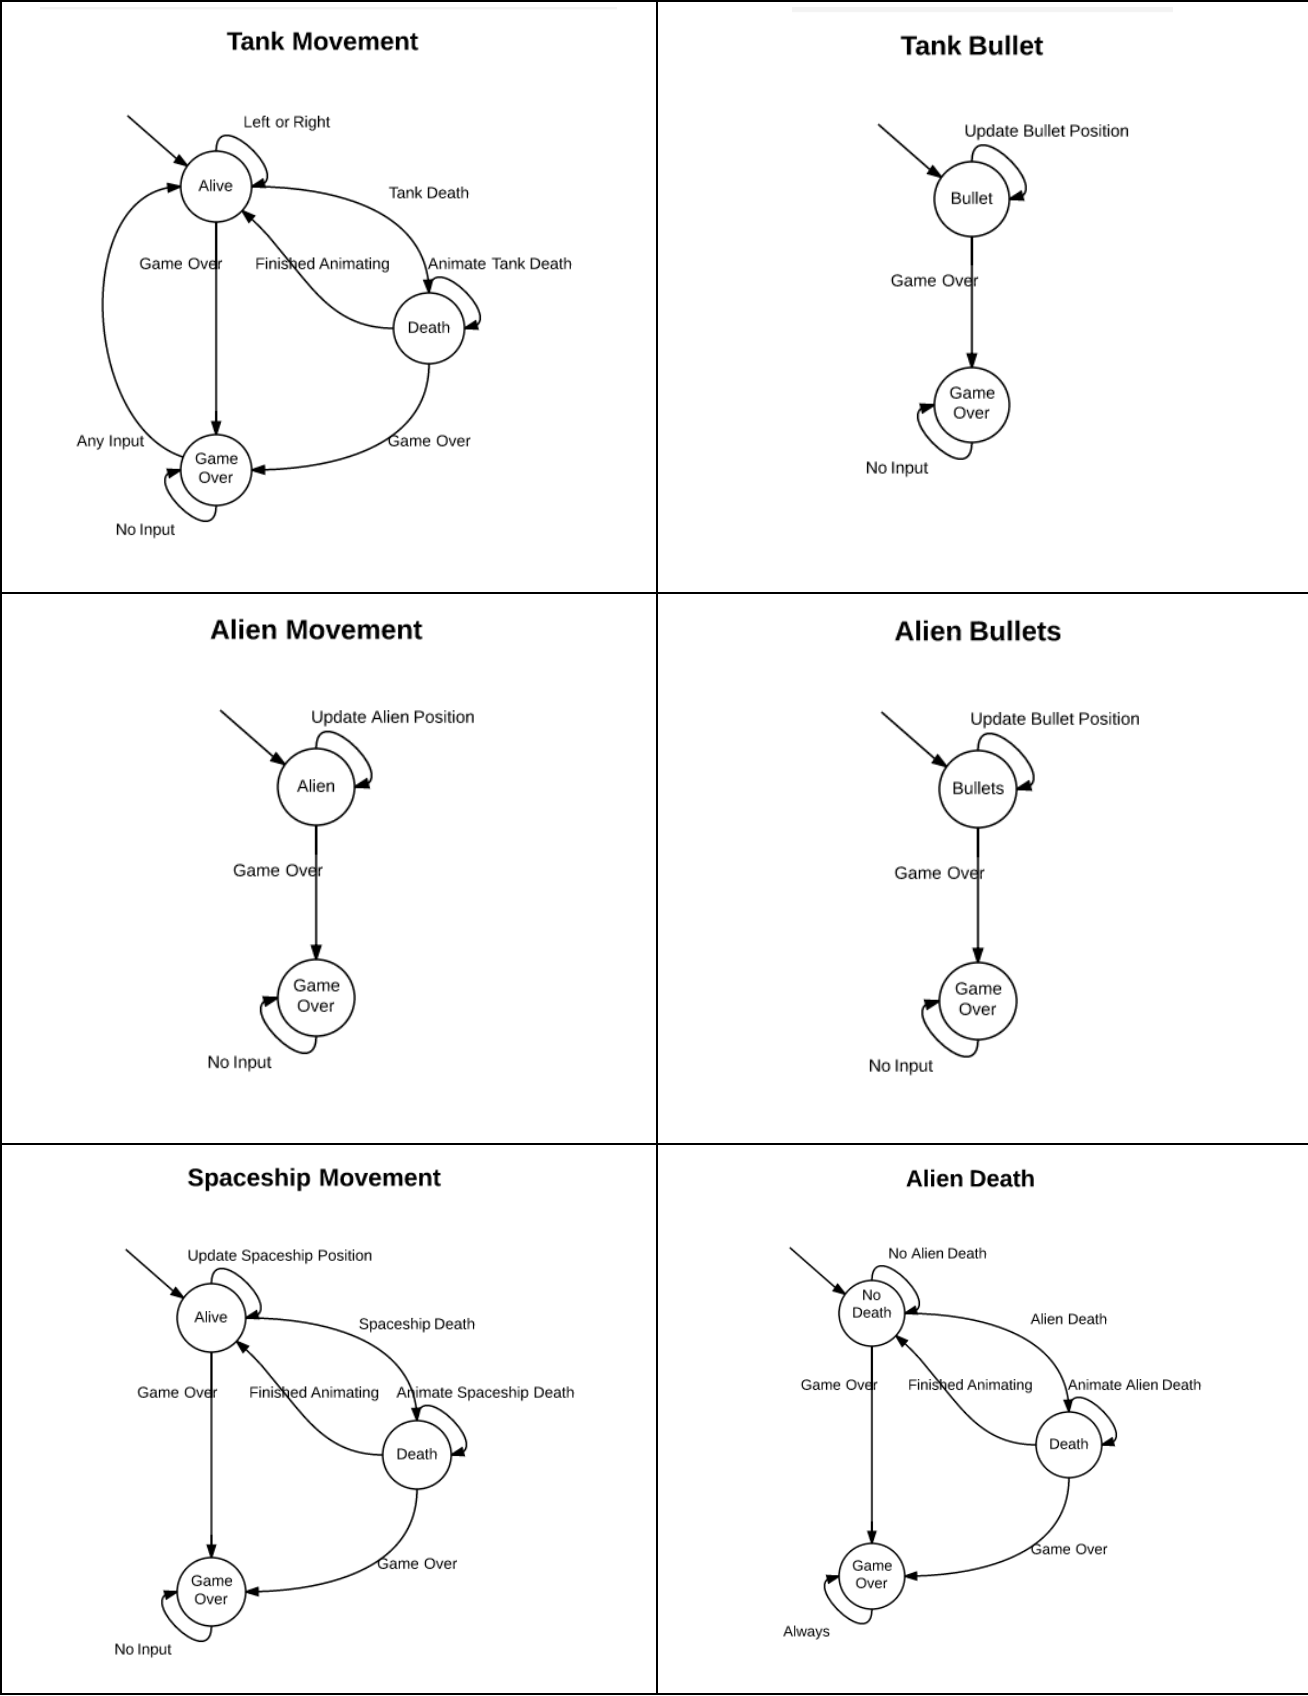 Tank Movement
Left or Right
Alive
Tank Death
Game Over
Finished Animating
Animate Tank Death
Death
Any Input
Game Over
Game
Over
No Input
Tank Bullet
Update Bullet Position
Bullet
Game Over
Game
Over
No Input
Alien Movement
Update Alien Position
Alien
Game Over
Game
Over
No Input
Alien Bullets
Update Bullet Position
Bullets
Game Over
Game
Over
No Input
Spaceship Movement
Update Spaceship Position
Alive
Spaceship Death
Game Over
Finished Animating
Animate Spaceship Death
Death
Game Over
Game
Over
No Input
Alien Death
No Alien Death
No
Death
Alien Death
Game Over
Finished Animating
Animate Alien Death
Death
Game Over
Game
Over
Always